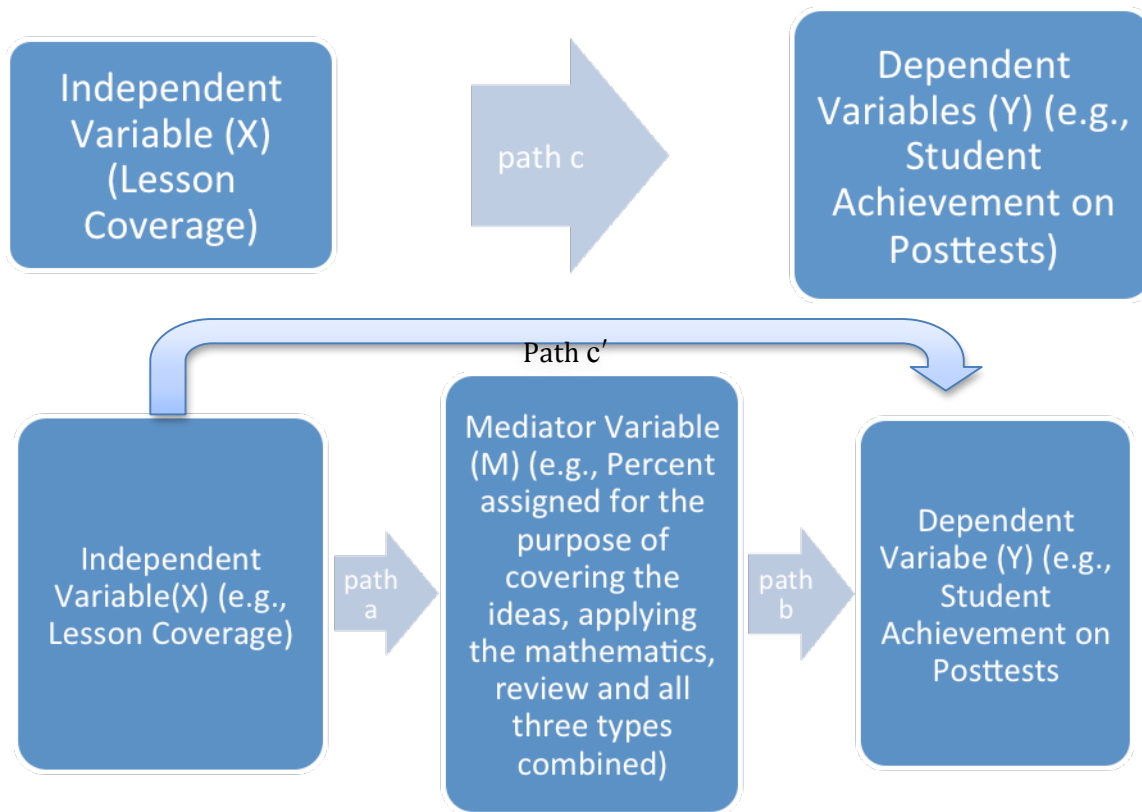 Independent
Variable (X)
(Lesson
Coverage)
path c
Dependent
Variables (Y) (e.g.,
Student
Achievement on
Posttests)
Path c′
Independent
Variable(X) (e.g.,
Lesson Coverage)
path
a
Mediator Variable
(M) (e.g., Percent
assigned for the
purpose of
covering the
ideas, applying
the mathematics,
review and all
three types
combined)
path
b
Dependent
Variabe (Y) (e.g.,
Student
Achievement on
Posttests